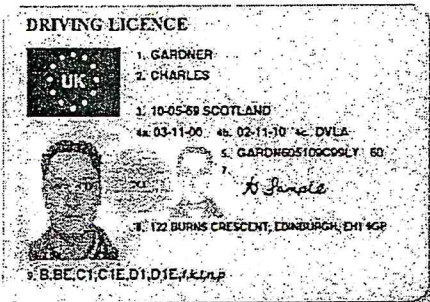 DRIVING LICENCE
UK
1. GARDNER
2. CHARLES
3. 10-05-69 SCOTLAND
4a. 03-11-00 4b. 02-11-10 4c. DVLA
5. GARDN605109C99LY 60
7.
A Sample
8. 122 BURNS CRESCENT, EDINBURGH, EH1 9GP
9. B,BE,C1,C1E,D1,D1E,f,k,l,n,p